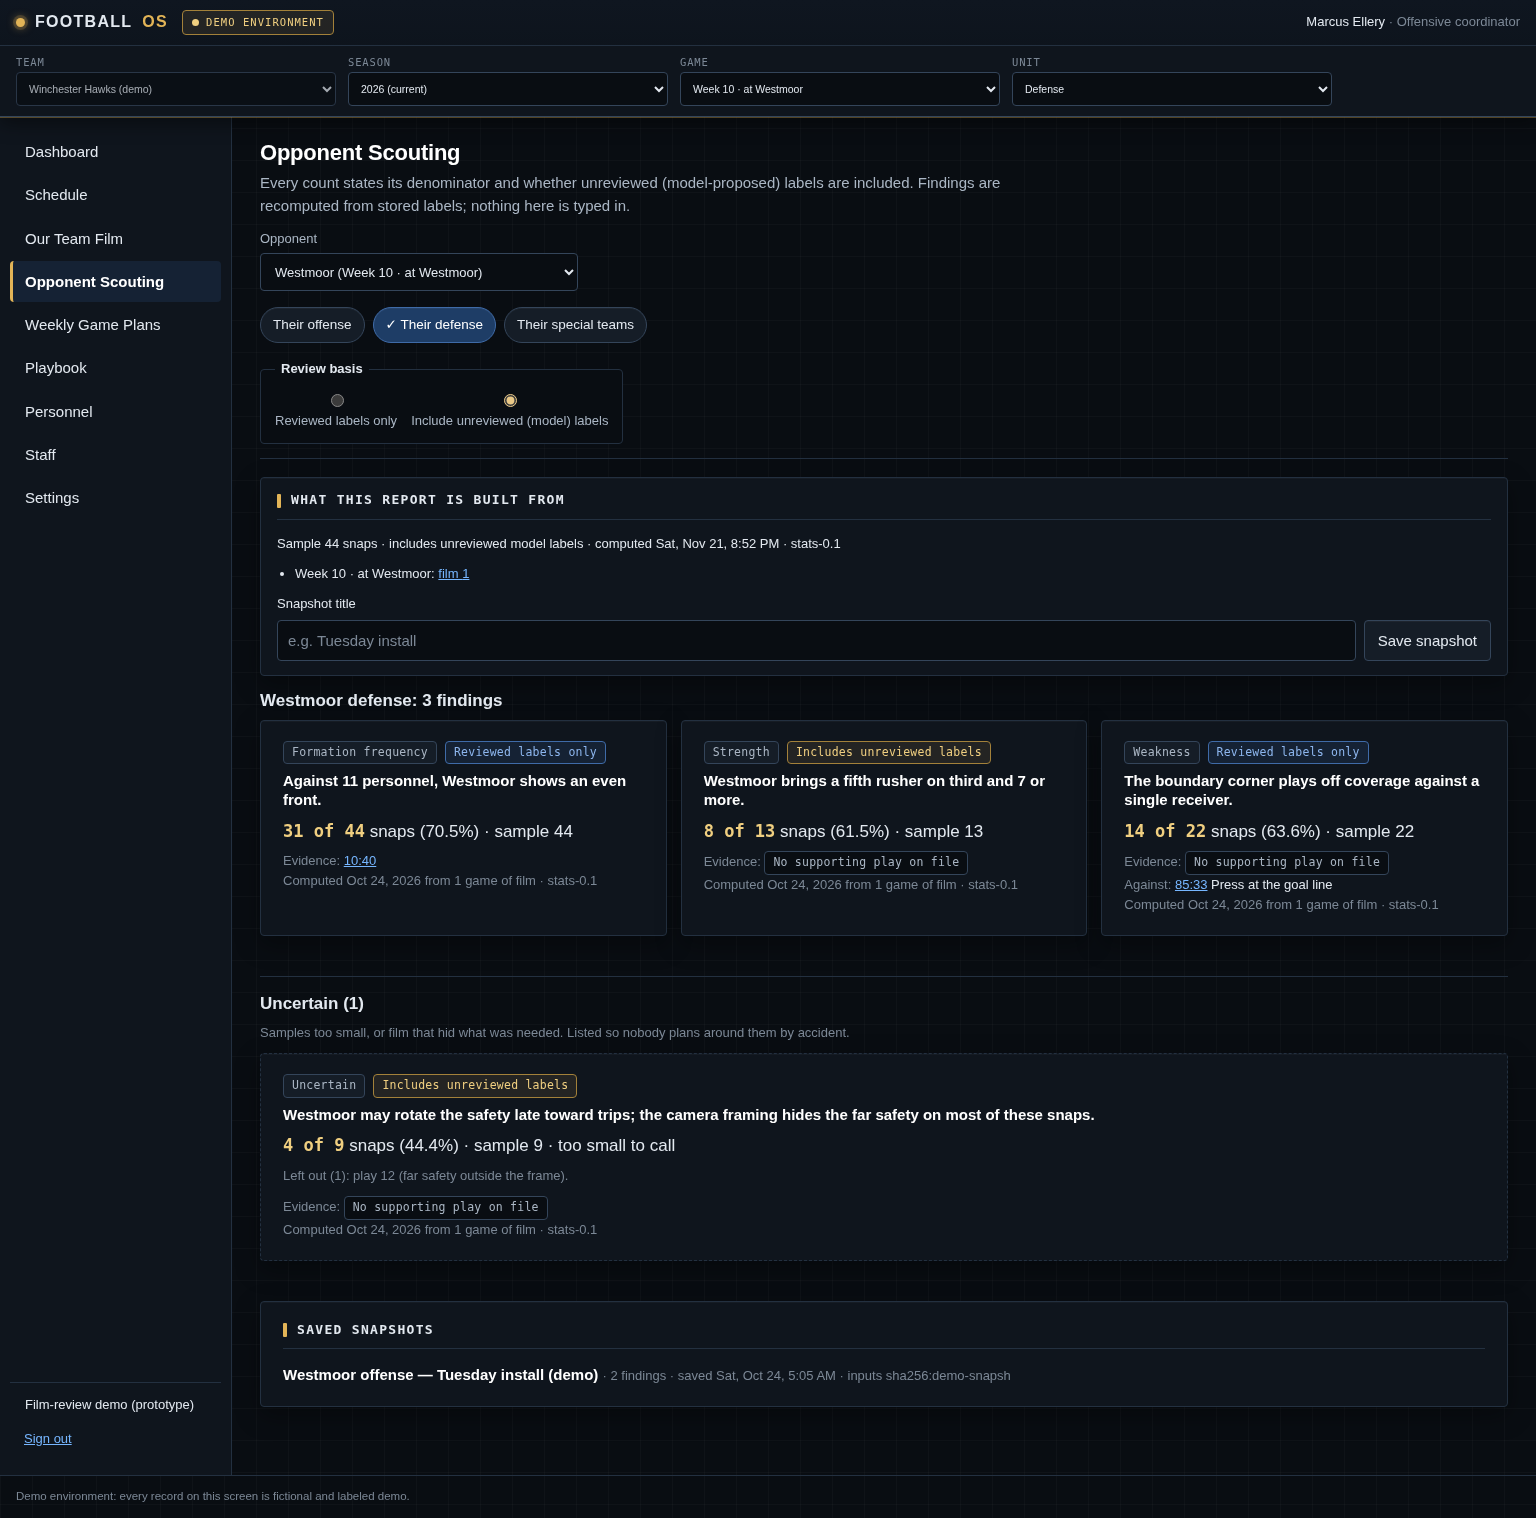 FOOTBALL OS
DEMO ENVIRONMENT
Marcus Ellery · Offensive coordinator
TEAM
Winchester Hawks (demo)
SEASON
2026 (current)
GAME
Week 10 · at Westmoor
UNIT
Defense
Dashboard
Schedule
Our Team Film
Opponent Scouting
Weekly Game Plans
Playbook
Personnel
Staff
Settings
Film-review demo (prototype)
Sign out
Opponent Scouting
Every count states its denominator and whether unreviewed (model-proposed) labels are included. Findings are
recomputed from stored labels; nothing here is typed in.
Opponent
Westmoor (Week 10 · at Westmoor)
Their offense
✓ Their defense
Their special teams
Review basis
Reviewed labels only
Include unreviewed (model) labels
WHAT THIS REPORT IS BUILT FROM
Sample 44 snaps · includes unreviewed model labels · computed Sat, Nov 21, 8:52 PM · stats-0.1
• Week 10 · at Westmoor: film 1
Snapshot title
e.g. Tuesday install
Save snapshot
Westmoor defense: 3 findings
Formation frequency
Reviewed labels only
Against 11 personnel, Westmoor shows an even
front.
31 of 44 snaps (70.5%) · sample 44
Evidence: 10:40
Computed Oct 24, 2026 from 1 game of film · stats-0.1
Strength
Includes unreviewed labels
Westmoor brings a fifth rusher on third and 7 or
more.
8 of 13 snaps (61.5%) · sample 13
Evidence: No supporting play on file
Computed Oct 24, 2026 from 1 game of film · stats-0.1
Weakness
Reviewed labels only
The boundary corner plays off coverage against a
single receiver.
14 of 22 snaps (63.6%) · sample 22
Evidence: No supporting play on file
Against: 85:33 Press at the goal line
Computed Oct 24, 2026 from 1 game of film · stats-0.1
Uncertain (1)
Samples too small, or film that hid what was needed. Listed so nobody plans around them by accident.
Uncertain
Includes unreviewed labels
Westmoor may rotate the safety late toward trips; the camera framing hides the far safety on most of these snaps.
4 of 9 snaps (44.4%) · sample 9 · too small to call
Left out (1): play 12 (far safety outside the frame).
Evidence: No supporting play on file
Computed Oct 24, 2026 from 1 game of film · stats-0.1
SAVED SNAPSHOTS
Westmoor offense — Tuesday install (demo) · 2 findings · saved Sat, Oct 24, 5:05 AM · inputs sha256:demo-snapsh
Demo environment: every record on this screen is fictional and labeled demo.